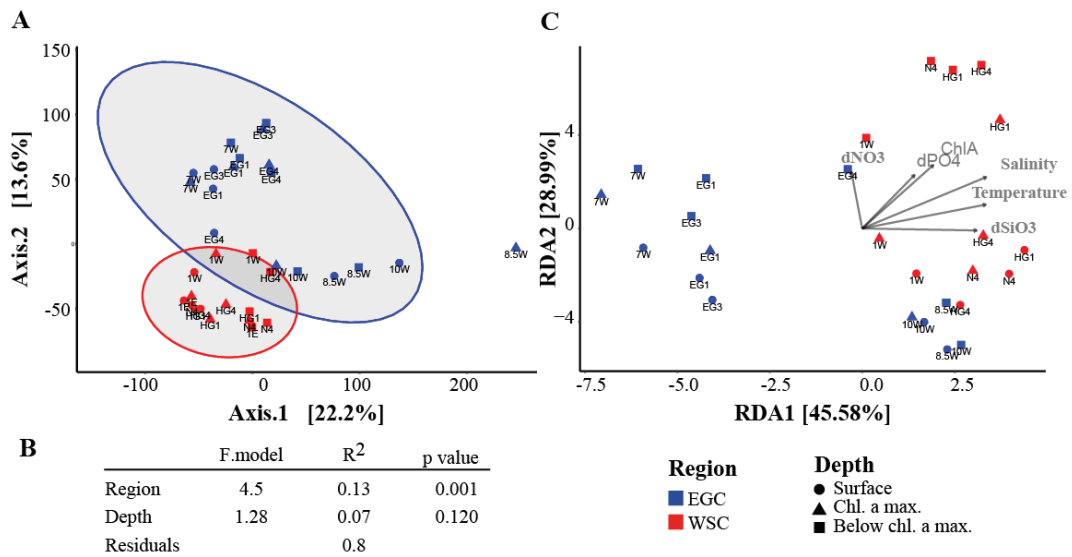 A
150
100
50
0
-50
Axis.2 [13.6%]
EG3
EG3
7W
EG1
EG4
EG4
7W
EG3
EG1
7W
EG1
EG4
8.5W
1W
1W
10W
10W
8.5W
8.5W
10W
1W
HG4
HG4
HG1
HG1
N4
N4
1E
-100
0
100
200
Axis.1 [22.2%]
B
F.model R2 p value
Region 4.5 0.13 0.001
Depth 1.28 0.07 0.120
Residuals 0.8
C
4
0
−4
RDA2 [28.99%]
N4
HG1
HG4
HG1
1W
EG4
7W
EG1
7W
EG3
7W
EG1
EG1
EG3
dNO3
dPO4
ChlA
Salinity
Temperature
dSiO3
1W
HG4
HG1
1W
N4
N4
8.5W
HG4
10W
10W
8.5W
10W
-7.5
-5.0
0.0
2.5
RDA1 [45.58%]
Region
EGC
WSC
Depth
Surface
Chl. a max.
Below chl. a max.